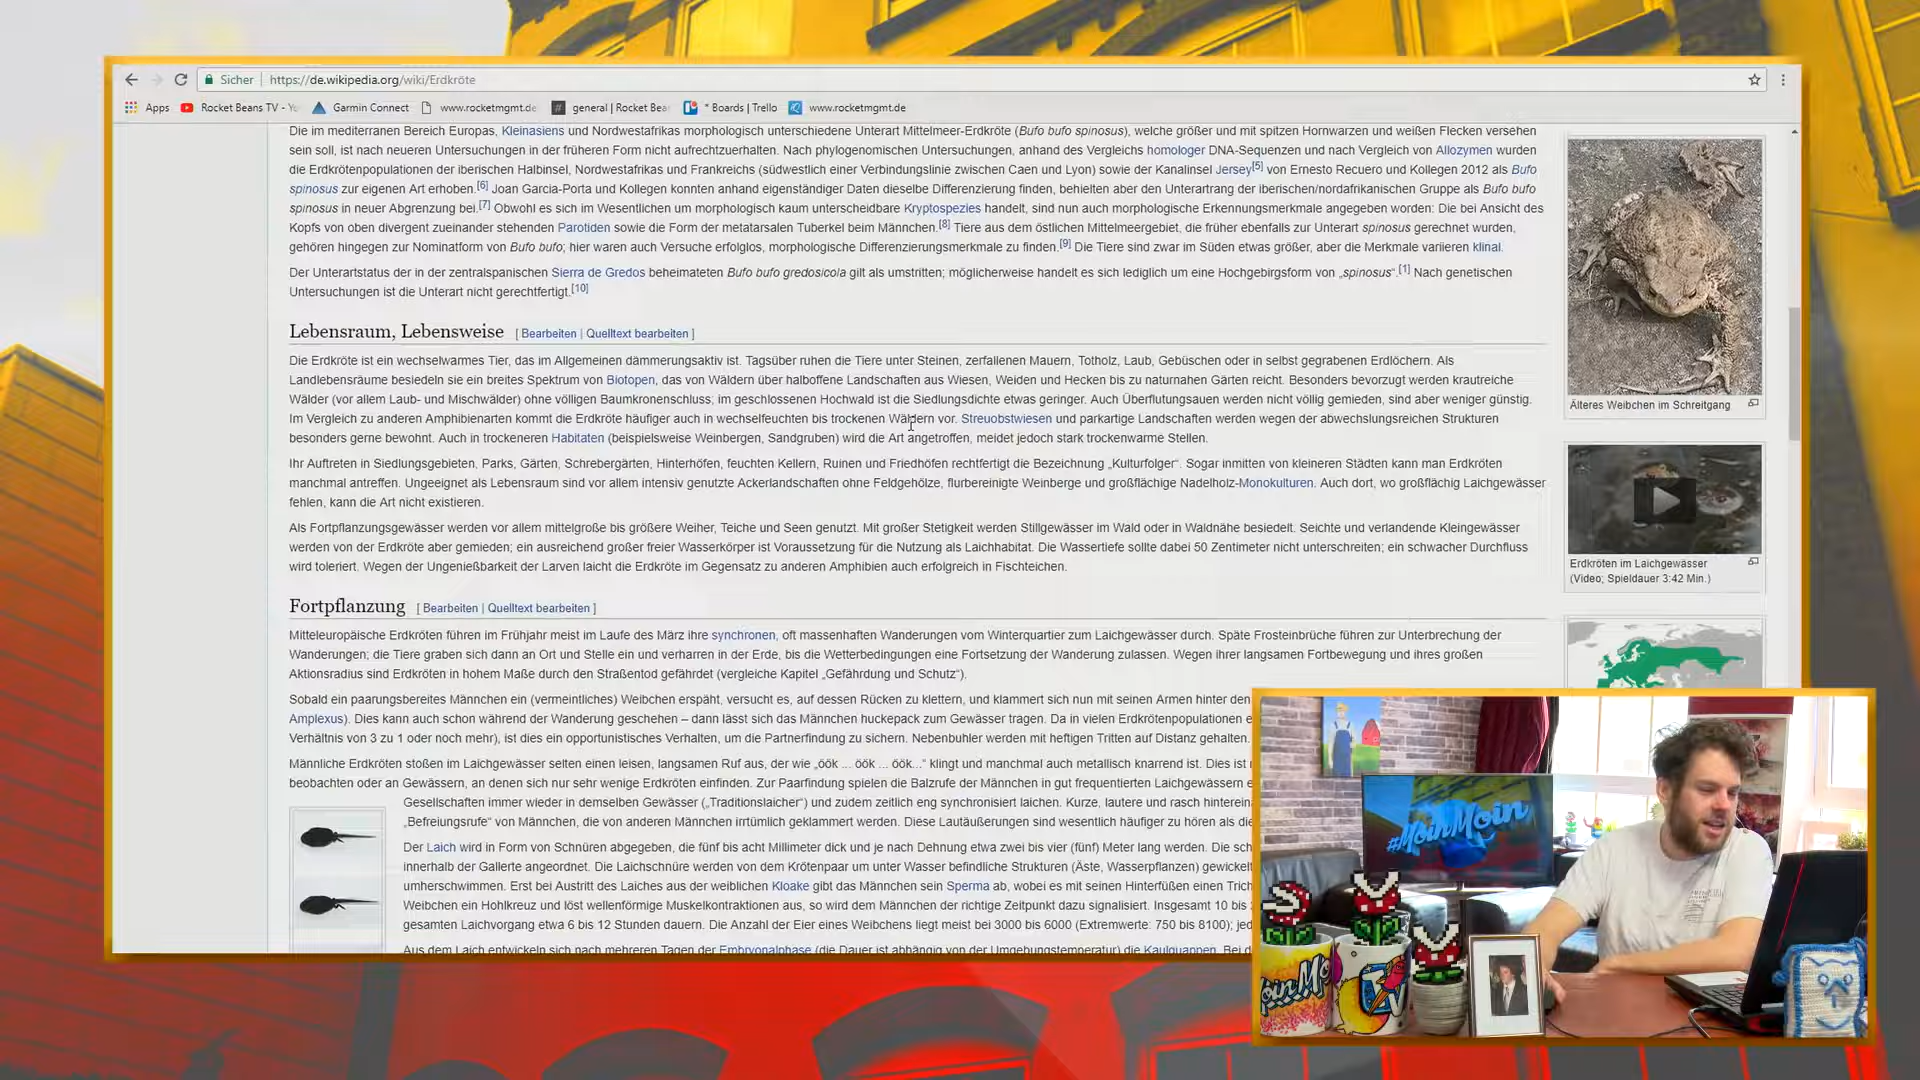 Sicher | https://de.wikipedia.org/wiki/Erdkröte
Apps Rocket Beans TV - Yo Garmin Connect www.rocketmgmt.de general | Rocket Bea * Boards | Trello www.rocketmgmt.de
Die im mediterranen Bereich Europas, Kleinasiens und Nordwestafrikas morphologisch unterschiedene Unterart Mittelmeer-Erdkröte (Bufo bufo spinosus), welche größer und mit spitzen Hornwarzen und weißen Flecken versehen
sein soll, ist nach neueren Untersuchungen in der früheren Form nicht aufrechtzuerhalten. Nach phylogenomischen Untersuchungen, anhand des Vergleichs homologer DNA-Sequenzen und nach Vergleich von Allozymen wurden
die Erdkrötenpopulationen der iberischen Halbinsel, Nordwestafrikas und Frankreichs (südwestlich einer Verbindungslinie zwischen Caen und Lyon) sowie der Kanalinsel Jersey[5] von Ernesto Recuero und Kollegen 2012 als Bufo
spinosus zur eigenen Art erhoben.[6] Joan Garcia-Porta und Kollegen konnten anhand eigenständiger Daten dieselbe Differenzierung finden, behielten aber den Unterartrang der iberischen/nordafrikanischen Gruppe als Bufo bufo
spinosus in neuer Abgrenzung bei.[7] Obwohl es sich im Wesentlichen um morphologisch kaum unterscheidbare Kryptospezies handelt, sind nun auch morphologische Erkennungsmerkmale angegeben worden: Die bei Ansicht des
Kopfs von oben divergent zueinander stehenden Parotiden sowie die Form der metatarsalen Tuberkel beim Männchen.[8] Tiere aus dem östlichen Mittelmeergebiet, die früher ebenfalls zur Unterart spinosus gerechnet wurden,
gehören hingegen zur Nominatform von Bufo bufo; hier waren auch Versuche erfolglos, morphologische Differenzierungsmerkmale zu finden.[9] Die Tiere sind zwar im Süden etwas größer, aber die Merkmale variieren klinal.
Der Unterartstatus der in der zentralspanischen Sierra de Gredos beheimateten Bufo bufo gredosicola gilt als umstritten; möglicherweise handelt es sich lediglich um eine Hochgebirgsform von „spinosus“.[1] Nach genetischen
Untersuchungen ist die Unterart nicht gerechtfertigt.[10]
Lebensraum, Lebensweise [ Bearbeiten | Quelltext bearbeiten ]
Die Erdkröte ist ein wechselwarmes Tier, das im Allgemeinen dämmerungsaktiv ist. Tagsüber ruhen die Tiere unter Steinen, zerfallenen Mauern, Totholz, Laub, Gebüschen oder in selbst gegrabenen Erdlöchern. Als
Landlebensräume besiedeln sie ein breites Spektrum von Biotopen, das von Wäldern über halboffene Landschaften aus Wiesen, Weiden und Hecken bis zu naturnahen Gärten reicht. Besonders bevorzugt werden krautreiche
Wälder (vor allem Laub- und Mischwälder) ohne völligen Baumkronenschluss; im geschlossenen Hochwald ist die Siedlungsdichte etwas geringer. Auch Überflutungsauen werden nicht völlig gemieden, sind aber weniger günstig.
Im Vergleich zu anderen Amphibienarten kommt die Erdkröte häufiger auch in wechselfeuchten bis trockenen Wäldern vor. Streuobstwiesen und parkartige Landschaften werden wegen der abwechslungsreichen Strukturen
besonders gerne bewohnt. Auch in trockeneren Habitaten (beispielsweise Weinbergen, Sandgruben) wird die Art angetroffen, meidet jedoch stark trockenwarme Stellen.
Ihr Auftreten in Siedlungsgebieten, Parks, Gärten, Schrebergärten, Hinterhöfen, feuchten Kellern, Ruinen und Friedhöfen rechtfertigt die Bezeichnung „Kulturfolger“. Sogar inmitten von kleineren Städten kann man Erdkröten
manchmal antreffen. Ungeeignet als Lebensraum sind vor allem intensiv genutzte Ackerlandschaften ohne Feldgehölze, flurbereinigte Weinberge und großflächige Nadelholz-Monokulturen. Auch dort, wo großflächig Laichgewässer
fehlen, kann die Art nicht existieren.
Als Fortpflanzungsgewässer werden vor allem mittelgroße bis größere Weiher, Teiche und Seen genutzt. Mit großer Stetigkeit werden Stillgewässer im Wald oder in Waldnähe besiedelt. Seichte und verlandende Kleingewässer
werden von der Erdkröte aber gemieden; ein ausreichend großer freier Wasserkörper ist Voraussetzung für die Nutzung als Laichhabitat. Die Wassertiefe sollte dabei 50 Zentimeter nicht unterschreiten; ein schwacher Durchfluss
wird toleriert. Wegen der Ungenießbarkeit der Larven laicht die Erdkröte im Gegensatz zu anderen Amphibien auch erfolgreich in Fischteichen.
Fortpflanzung [ Bearbeiten | Quelltext bearbeiten ]
Mitteleuropäische Erdkröten führen im Frühjahr meist im Laufe des März ihre synchronen, oft massenhaften Wanderungen vom Winterquartier zum Laichgewässer durch. Späte Frosteinbrüche führen zur Unterbrechung der
Wanderungen; die Tiere graben sich dann an Ort und Stelle ein und verharren in der Erde, bis die Wetterbedingungen eine Fortsetzung der Wanderung zulassen. Wegen ihrer langsamen Fortbewegung und ihres großen
Aktionsradius sind Erdkröten in hohem Maße durch den Straßentod gefährdet (vergleiche Kapitel „Gefährdung und Schutz“).
Sobald ein paarungsbereites Männchen ein (vermeintliches) Weibchen erspäht, versucht es, auf dessen Rücken zu klettern, und klammert sich nun mit seinen Armen hinter den
Amplexus). Dies kann auch schon während der Wanderung geschehen – dann lässt sich das Männchen huckepack zum Gewässer tragen. Da in vielen Erdkrötenpopulationen e
Verhältnis von 3 zu 1 oder noch mehr), ist dies ein opportunistisches Verhalten, um die Partnerfindung zu sichern. Nebenbuhler werden mit heftigen Tritten auf Distanz gehalten.
Männliche Erdkröten stoßen im Laichgewässer selten einen leisen, langsamen Ruf aus, der wie „öök ... öök ... öök...“ klingt und manchmal auch metallisch knarrend ist. Dies ist
beobachten oder an Gewässern, an denen sich nur sehr wenige Erdkröten einfinden. Zur Paarfindung spielen die Balzrufe der Männchen in gut frequentierten Laichgewässern e
Gesellschaften immer wieder in demselben Gewässer („Traditionslaicher“) und zudem zeitlich eng synchronisiert laichen. Kurze, lautere und rasch hinterein
„Befreiungsrufe“ von Männchen, die von anderen Männchen irrtümlich geklammert werden. Diese Lautäußerungen sind wesentlich häufiger zu hören als die
Der Laich wird in Form von Schnüren abgegeben, die fünf bis acht Millimeter dick und je nach Dehnung etwa zwei bis vier (fünf) Meter lang werden. Die sch
innerhalb der Gallerte angeordnet. Die Laichschnüre werden von dem Krötenpaar um unter Wasser befindliche Strukturen (Äste, Wasserpflanzen) gewickelt
umherschwimmen. Erst bei Austritt des Laiches aus der weiblichen Kloake gibt das Männchen sein Sperma ab, wobei es mit seinen Hinterfüßen einen Trich
Weibchen ein Hohlkreuz und löst wellenförmige Muskelkontraktionen aus, so wird dem Männchen der richtige Zeitpunkt dazu signalisiert. Insgesamt 10 bis
gesamten Laichvorgang etwa 6 bis 12 Stunden dauern. Die Anzahl der Eier eines Weibchens liegt meist bei 3000 bis 6000 (Extremwerte: 750 bis 8100); jed
Aus dem Laich entwickeln sich nach mehreren Tagen der Embryonalphase (die Dauer ist abhängig von der Umgebungstemperatur) die Kaulquappen. Bei d
Älteres Weibchen im Schreitgang
Erdkröten im Laichgewässer
(Video; Spieldauer 3:42 Min.)
#MoinMoin